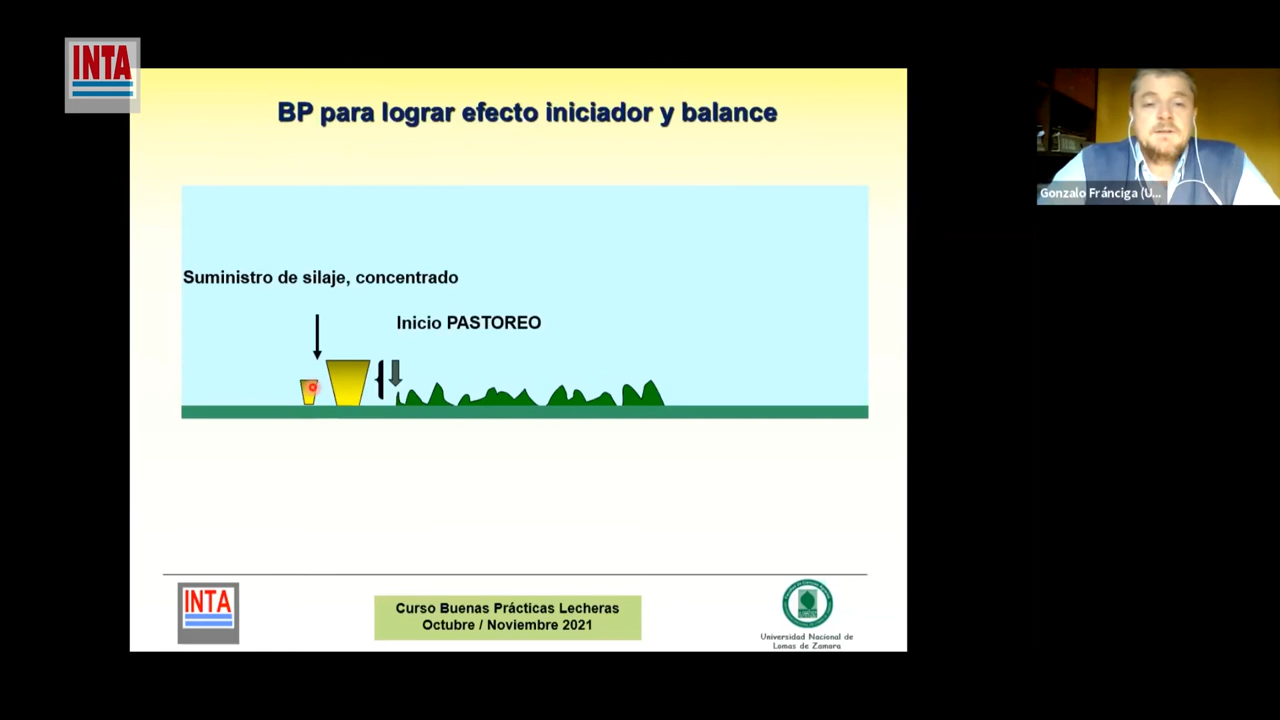 INTA
BP para lograr efecto iniciador y balance
Suministro de silaje, concentrado
Inicio PASTOREO
Gonzalo Fránciga (U...
INTA
Curso Buenas Prácticas Lecheras
Octubre / Noviembre 2021
Universidad Nacional de
Lomas de Zamora